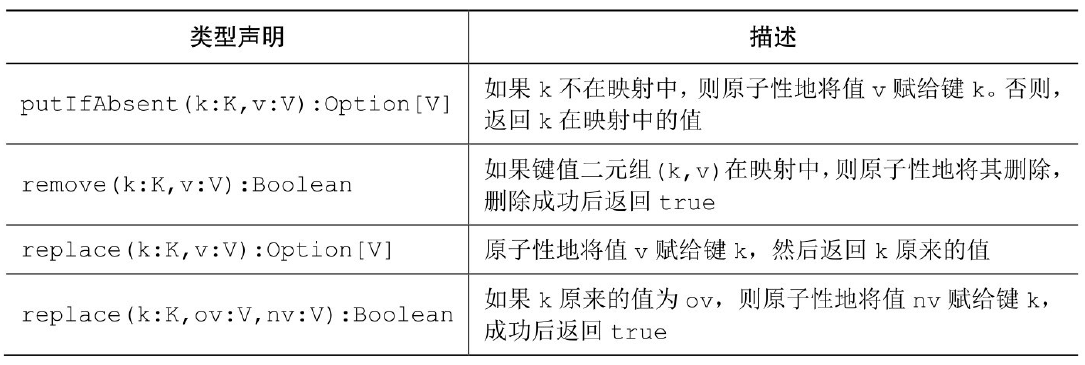 类型声明 描述
putIfAbsent(k:K,v:V):Option[V] 如果 k 不在映射中，则原子性地将值 v 赋给键 k。否则，
返回 k 在映射中的值
remove(k:K,v:V):Boolean 如果键值二元组(k,v)在映射中，则原子性地将其删除，
删除成功后返回 true
replace(k:K,v:V):Option[V] 原子性地将值 v 赋给键 k，然后返回 k 原来的值
replace(k:K,ov:V,nv:V):Boolean 如果 k 原来的值为 ov，则原子性地将值 nv 赋给键 k，
成功后返回 true